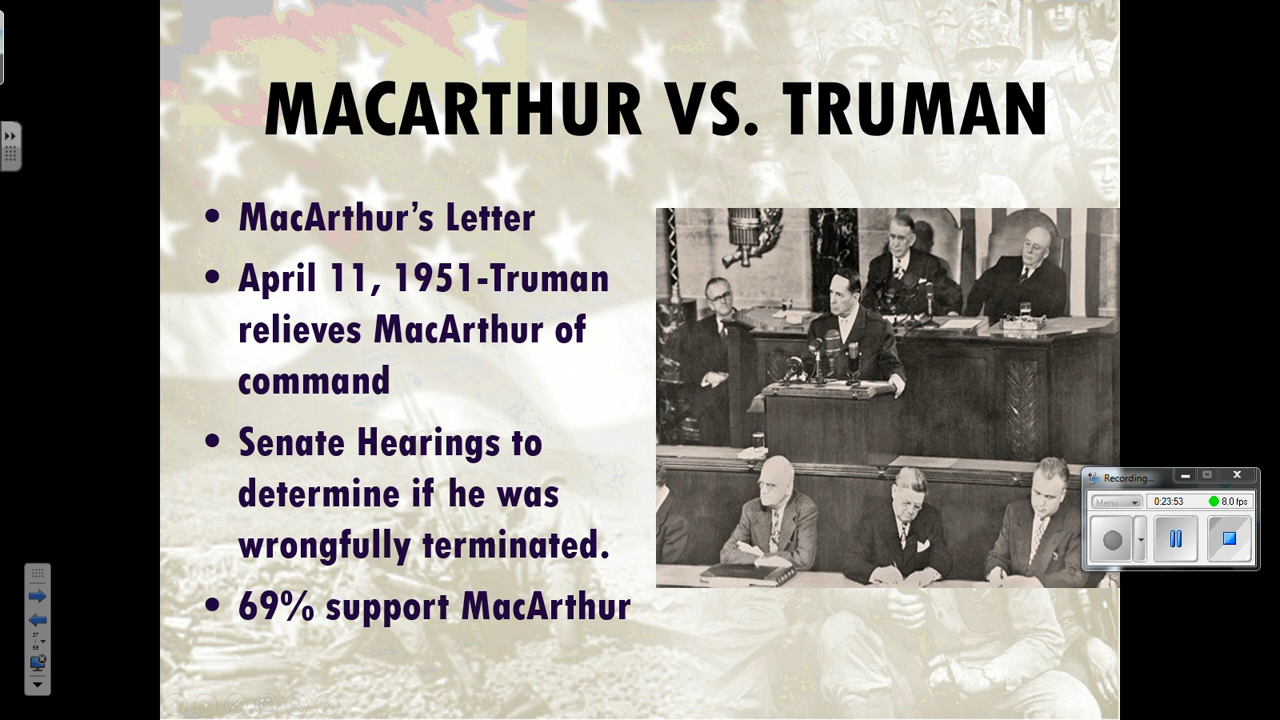 MACARTHUR VS. TRUMAN
• MacArthur's Letter
• April 11, 1951-Truman
relieves MacArthur of
command
• Senate Hearings to
determine if he was
wrongfully terminated.
• 69% support MacArthur
Recording...
Menu
0:23:53
8.0 fps